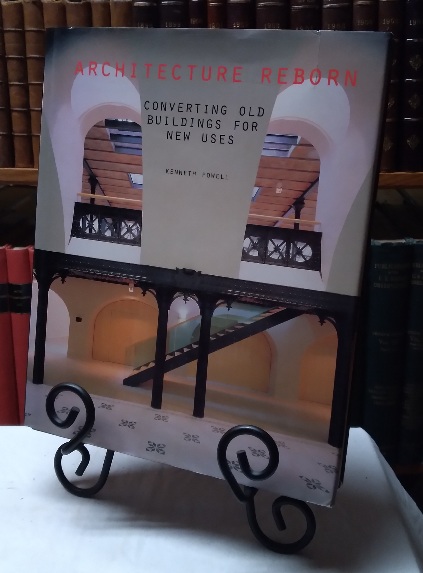 ARCHITECTURE REBORN
CONVERTING OLD
BUILDINGS FOR
NEW USES
KENNETH POWELL